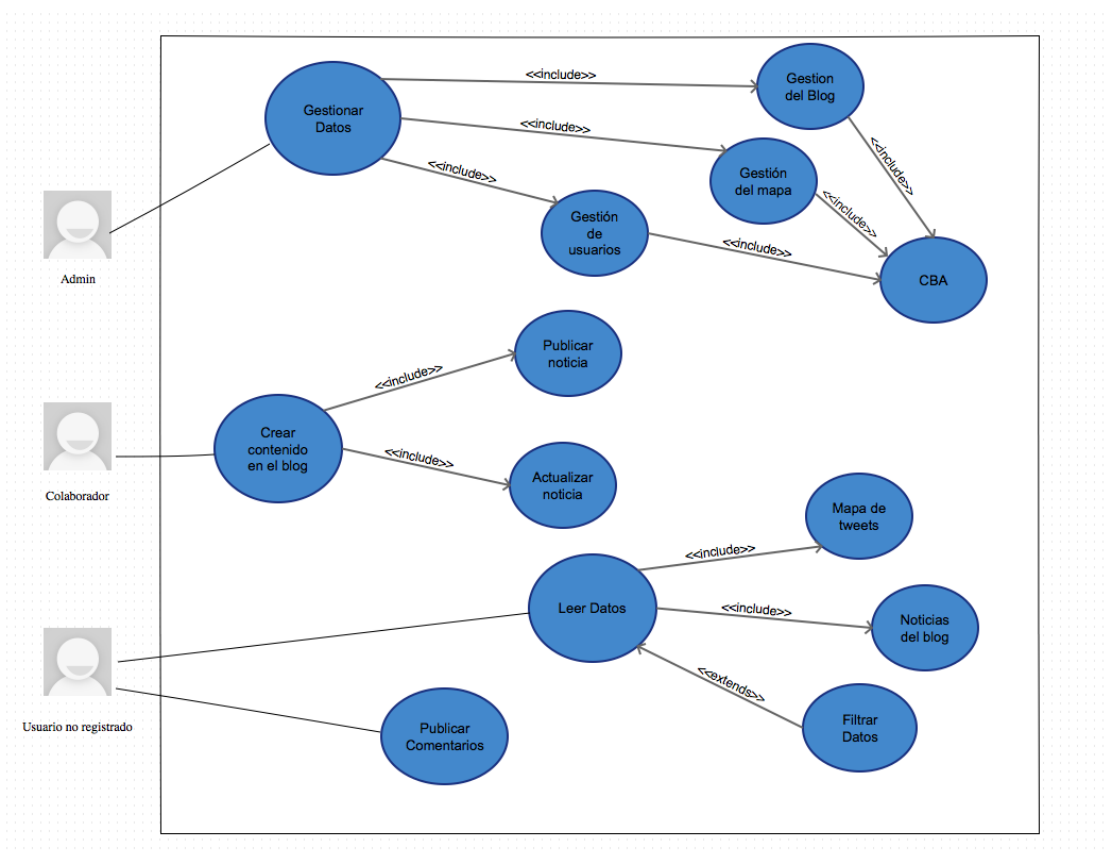 <<include>>
Gestion
del Blog
Gestionar
Datos
<<include>>
<<include>>
<<include>>
Gestión
del mapa
<<include>>
Gestión
de
usuarios
<<include>>
CBA
Admin
Publicar
noticia
<<include>>
Crear
contenido
en el blog
<<include>>
Actualizar
noticia
Colaborador
Mapa de
tweets
<<include>>
Leer Datos
<<include>>
Noticias
del blog
<<extends>>
Usuario no registrado
Publicar
Comentarios
Filtrar
Datos